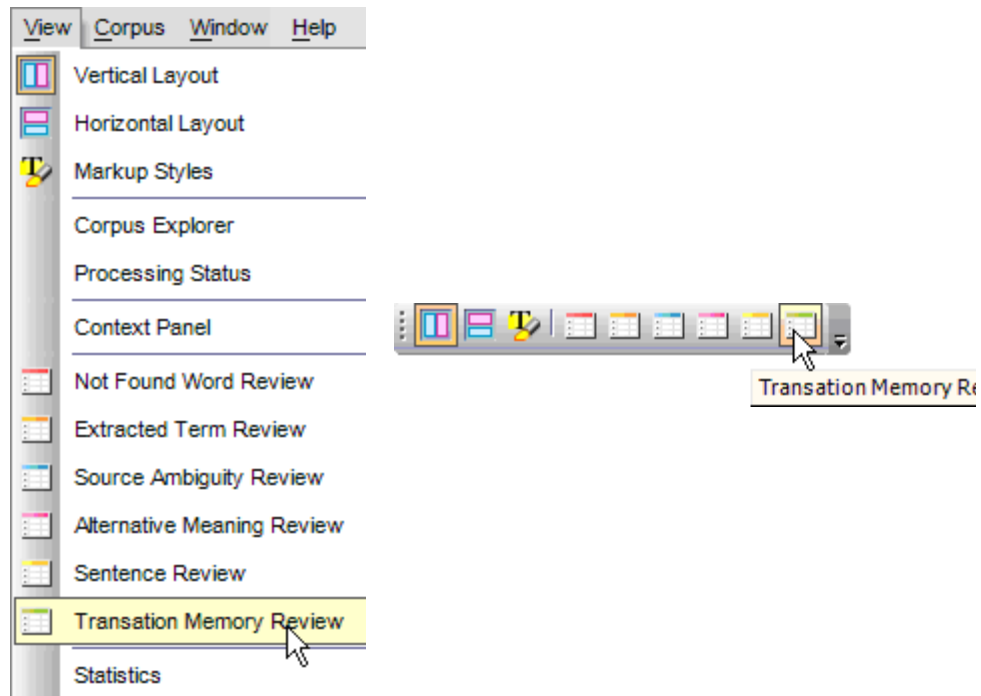 View Corpus Window Help
Vertical Layout
Horizontal Layout
Markup Styles
Corpus Explorer
Processing Status
Context Panel
Not Found Word Review
Extracted Term Review
Source Ambiguity Review
Alternative Meaning Review
Sentence Review
Transation Memory Review
Statistics
Transation Memory Re